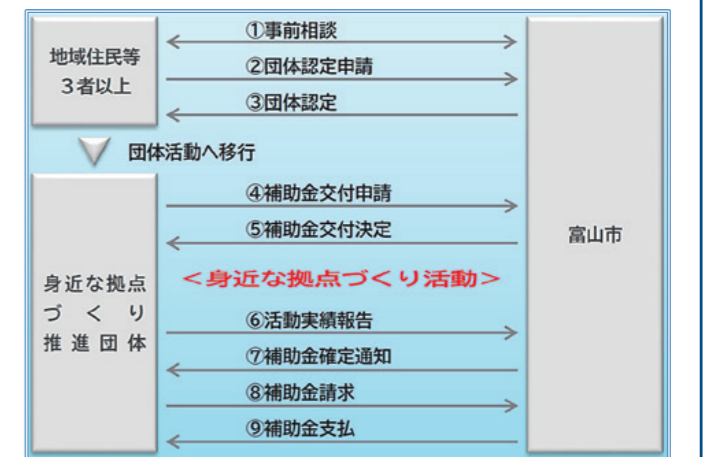 地域住民等
３者以上
①事前相談
②団体認定申請
③団体認定
団体活動へ移行
身近な拠点
づくり
推進団体
④補助金交付申請
⑤補助金交付決定
＜身近な拠点づくり活動＞
⑥活動実績報告
⑦補助金確定通知
⑧補助金請求
⑨補助金支払
富山市